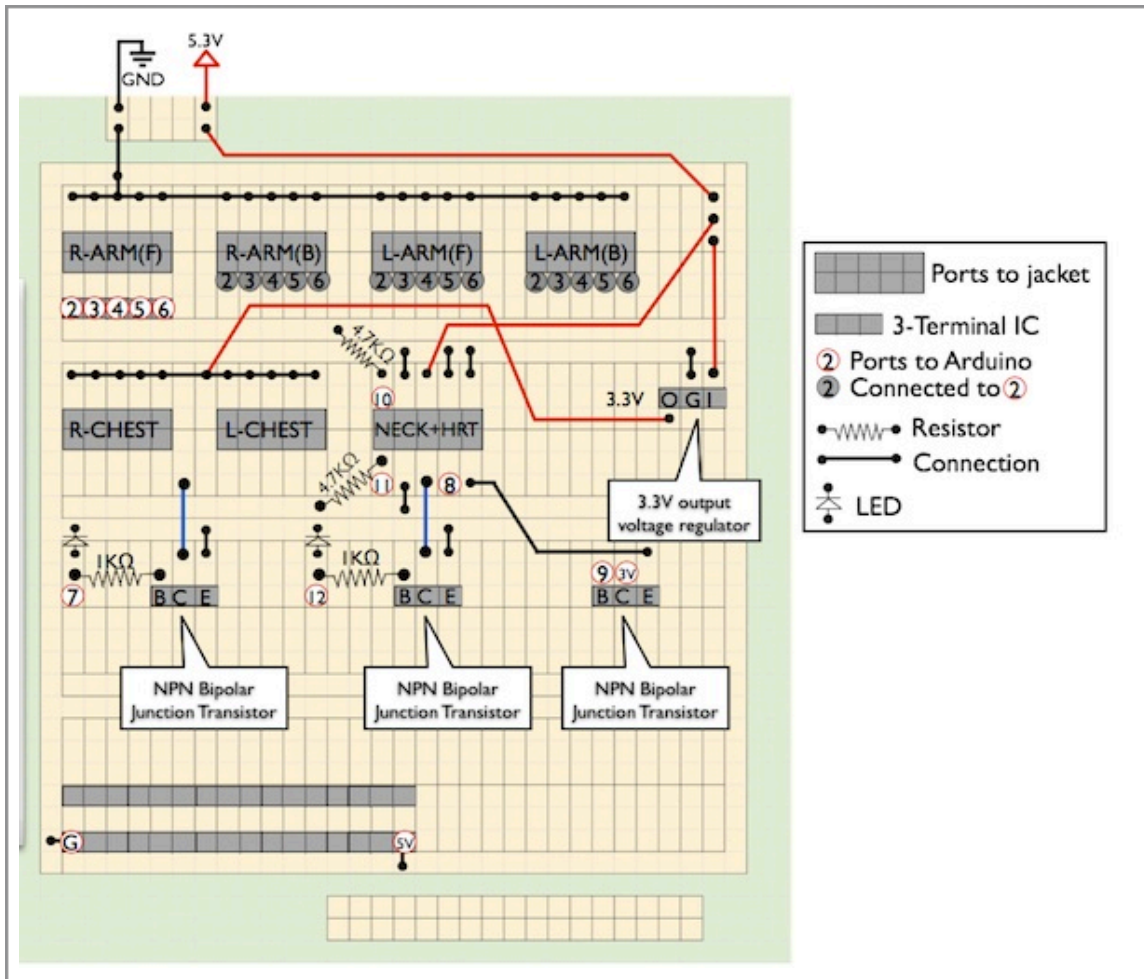 5.3V
GND
R-ARM(F)
R-ARM(B)
L-ARM(F)
L-ARM(B)
2 3 4 5 6
2 3 4 5 6
2 3 4 5 6
2 3 4 5 6
4.7KΩ
10
3.3V
O G I
R-CHEST
L-CHEST
NECK+HRT
4.7KΩ
11
8
3.3V output
voltage regulator
1KΩ
1KΩ
7
B C E
12
B C E
9 3V
B C E
NPN Bipolar
Junction Transistor
NPN Bipolar
Junction Transistor
NPN Bipolar
Junction Transistor
G
5V
Ports to jacket
3-Terminal IC
2 Ports to Arduino
2 Connected to 2
Resistor
Connection
LED